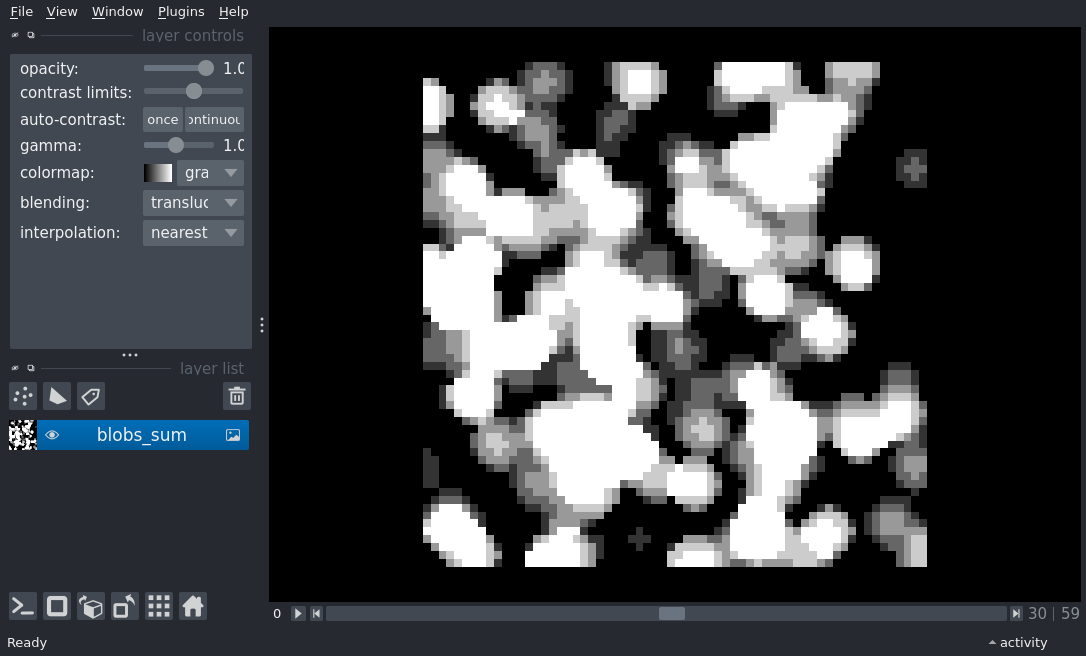 File View Window Plugins Help
layer controls
opacity: 1.0
contrast limits:
auto-contrast: once ontinuou
gamma: 1.0
colormap: gra
blending: transluc
interpolation: nearest
layer list
blobs_sum
0 30 | 59
Ready activity